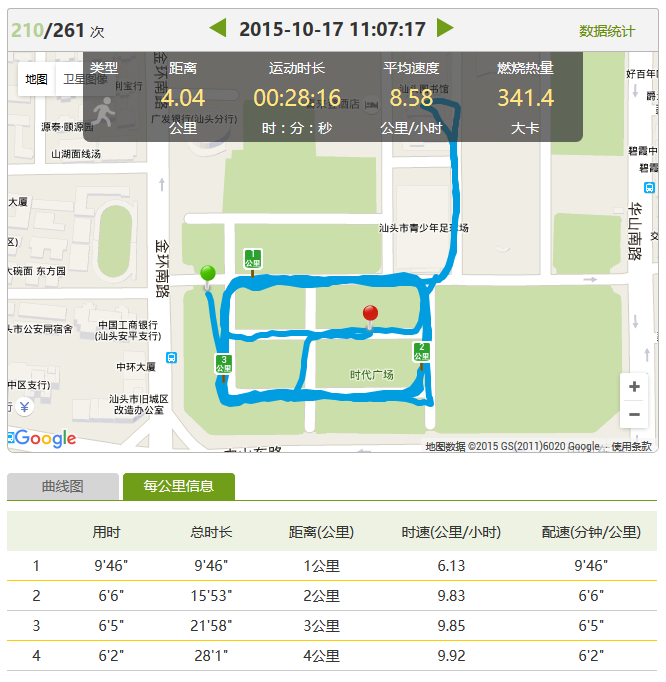 210/261 次
2015-10-17 11:07:17
数据统计
地图
卫星图像
类型
距离
运动时长
平均速度
燃烧热量
4.04
00:28:16
8.58
341.4
公里
时：分：秒
公里/小时
大卡
金环南路
利宝行
汕头图书馆
好百年
源泰·颐源园
广发银行(汕头分行)
山湖面线汤
碧霞中
碧霞
大厦
汕头市青少年足球场
华山南路
金环南路
1
公里
大碗面 东方园
中国工商银行
(汕头安平支行)
头市公安局宿舍
3
公里
2
公里
中环大厦
时代广场
中区支行)
汕头市旧城区
改造办公室
行
¥
+
−
Google
中山东路
地图数据 ©2015 GS(2011)6020 Google
使用条款
曲线图
每公里信息
用时 总时长 距离(公里) 时速(公里/小时) 配速(分钟/公里)
1 9'46" 9'46" 1公里 6.13 9'46"
2 6'6" 15'53" 2公里 9.83 6'6"
3 6'5" 21'58" 3公里 9.85 6'5"
4 6'2" 28'1" 4公里 9.92 6'2"